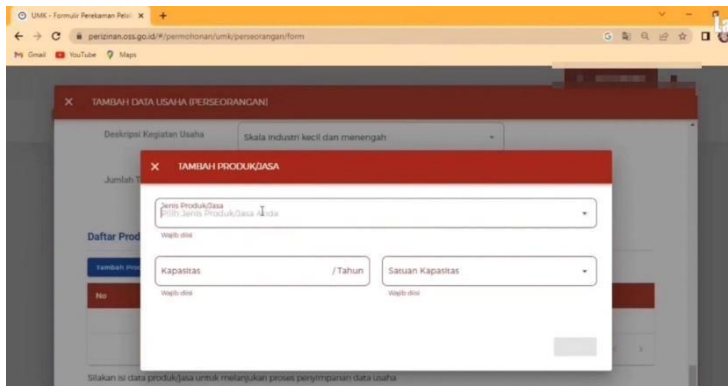 UMK - Formulir Perekaman Pela
perizinan.oss.go.id/#/permohonan/umk/perseorangan/form
Gmail YouTube Maps
TAMBAH DATA USAHA (PERSEORANGAN)
Deskripsi Kegiatan Usaha
Skala industri kecil dan menengah
TAMBAH PRODUK/JASA
Jumlah T
Jenis Produk/Jasa
Pilih Jenis Produk/Jasa Anda
Wajib diisi
Daftar Prod
Tambah Prod
Kapasitas / Tahun Satuan Kapasitas
Wajib diisi Wajib diisi
No
Silakan isi data produk/jasa untuk melanjukan proses penyimpanan data usaha